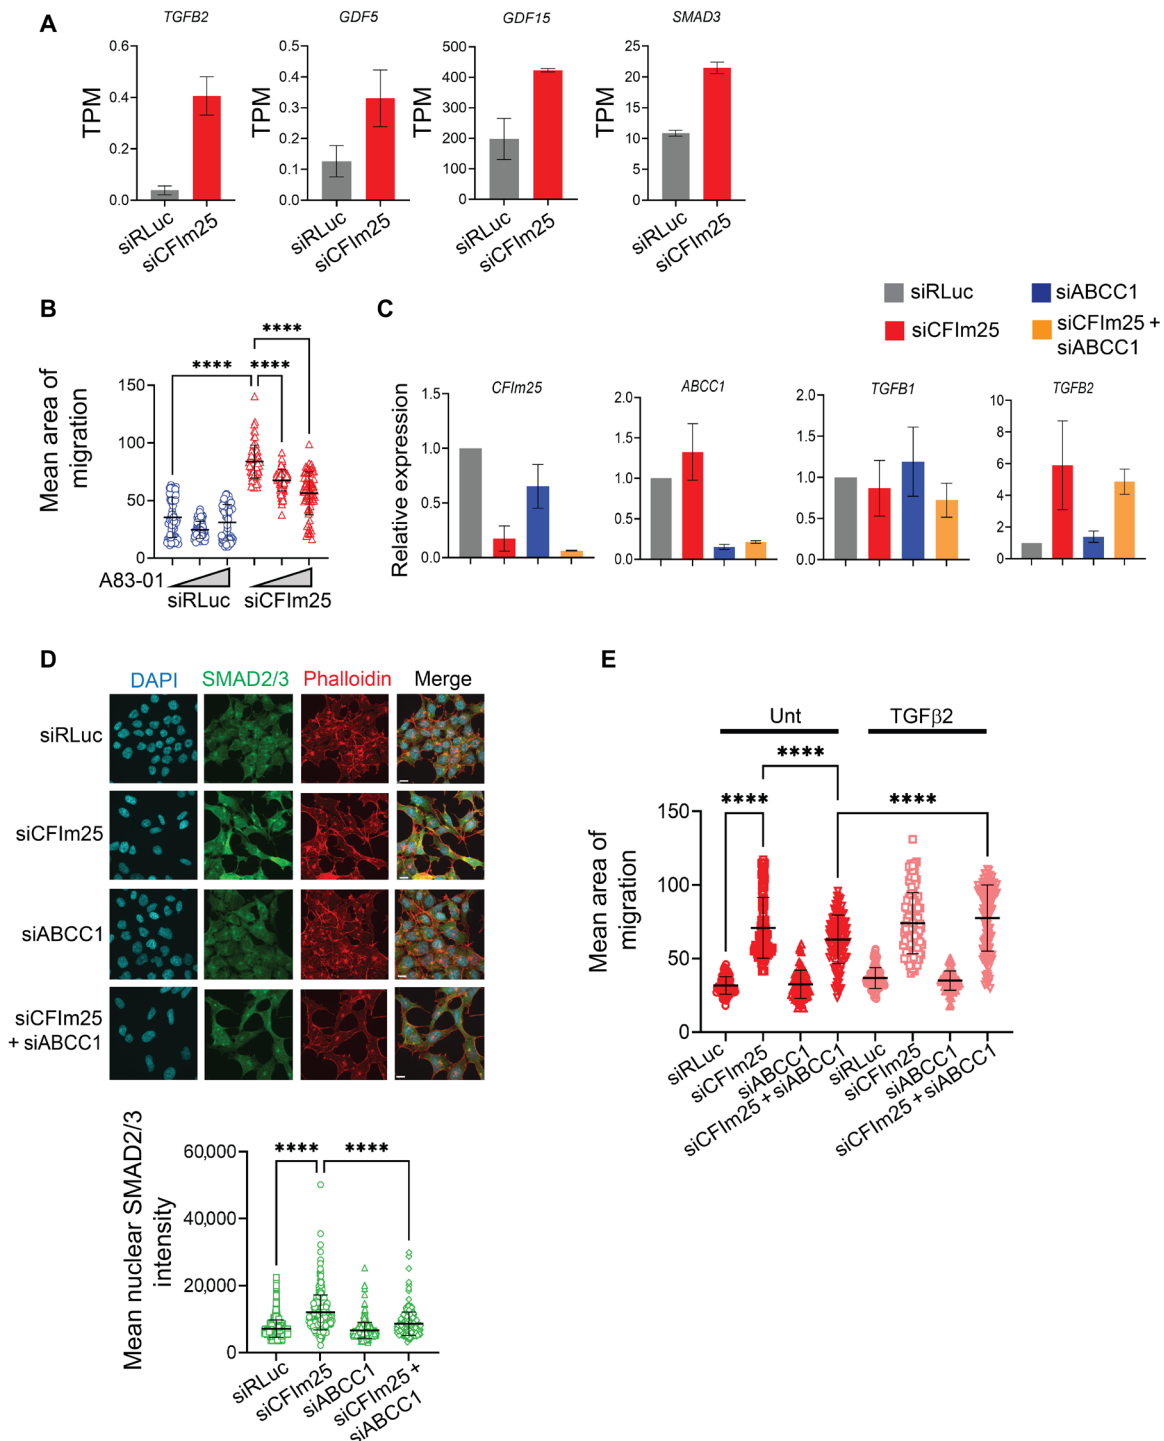 A
TGFB2
GDF5
GDF15
SMAD3
TPM
0.6
0.4
0.2
0.0
siRLuc
siCFIm25
TPM
0.5
0.4
0.3
0.2
0.1
0.0
siRLuc
siCFIm25
TPM
500
400
300
200
100
0
siRLuc
siCFIm25
TPM
25
20
15
10
5
0
siRLuc
siCFIm25
siRLuc
siABCC1
siCFIm25
siCFIm25 +
siABCC1
B
****
**** ****
Mean area of
migration
150
100
50
0
A83-01
siRLuc
siCFIm25
C
Relative expression
CFIm25
1.5
1.0
0.5
0.0
ABCC1
2.0
1.5
1.0
0.5
0.0
TGFB1
2.0
1.5
1.0
0.5
0.0
TGFB2
10
8
6
4
2
0
D
DAPI
SMAD2/3
Phalloidin
Merge
siRLuc
siCFIm25
siABCC1
siCFIm25
+ siABCC1
Mean nuclear SMAD2/3
intensity
**** ****
60,000
40,000
20,000
0
siRLuc
siCFIm25
siABCC1
siCFIm25 +
siABCC1
E
Unt
TGFβ2
****
**** ****
Mean area of
migration
150
100
50
0
siRLuc
siCFIm25
siABCC1
siCFIm25 + siABCC1
siRLuc
siCFIm25
siABCC1
siCFIm25 + siABCC1